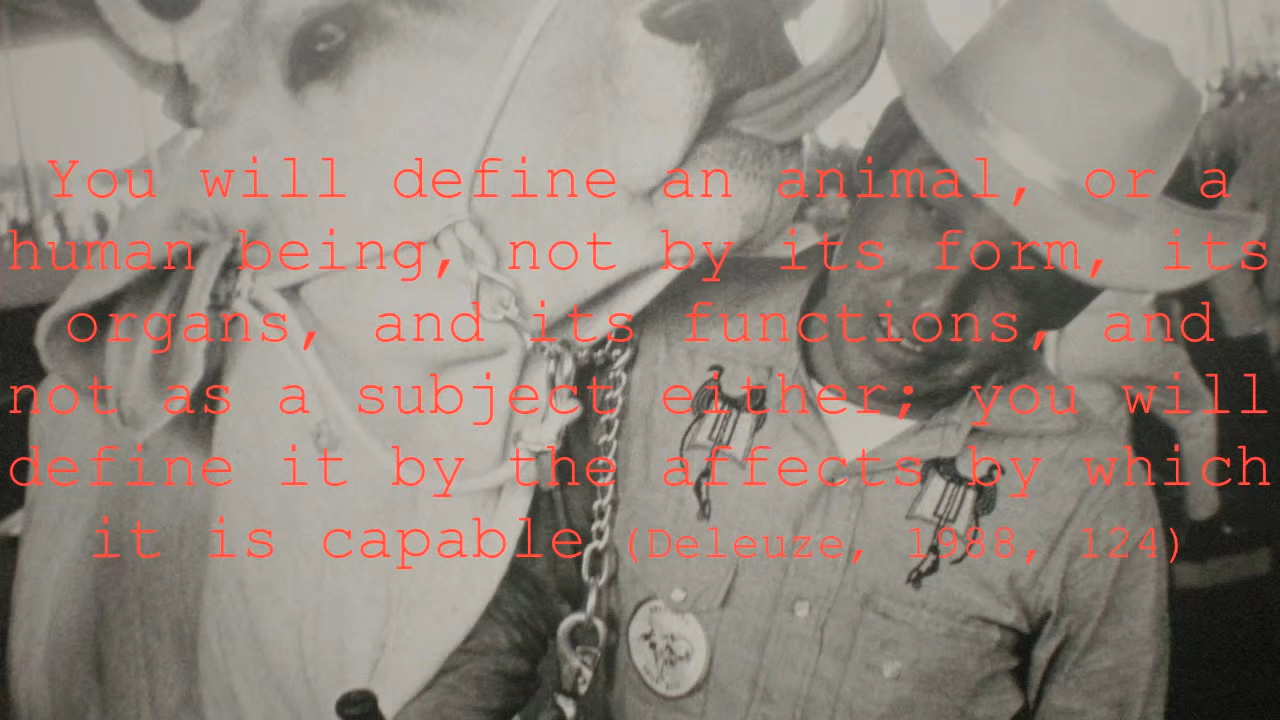 You will define an animal, or a
human being, not by its form, its
organs, and its functions, and
not as a subject either; you will
define it by the affects by which
it is capable (Deleuze, 1988, 124)